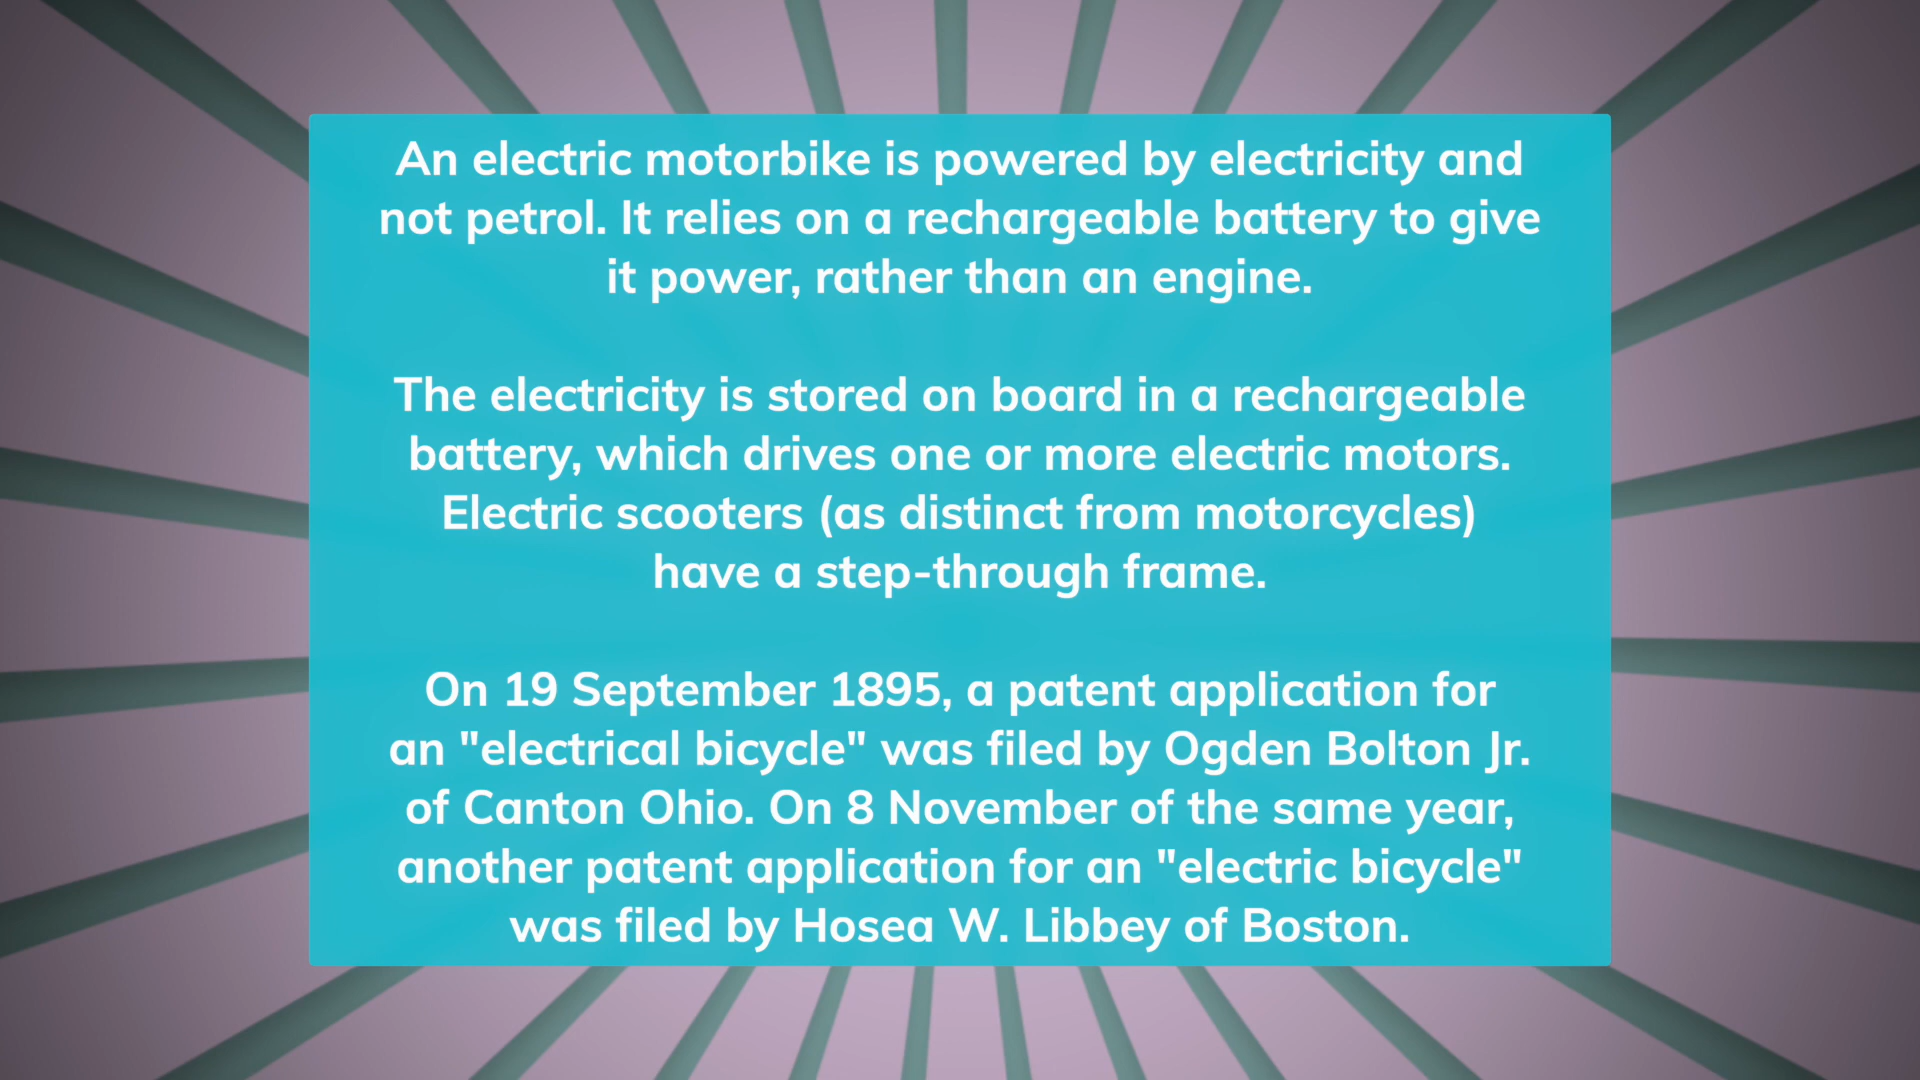 An electric motorbike is powered by electricity and
not petrol. It relies on a rechargeable battery to give
it power, rather than an engine.
The electricity is stored on board in a rechargeable
battery, which drives one or more electric motors.
Electric scooters (as distinct from motorcycles)
have a step-through frame.
On 19 September 1895, a patent application for
an "electrical bicycle" was filed by Ogden Bolton Jr.
of Canton Ohio. On 8 November of the same year,
another patent application for an "electric bicycle"
was filed by Hosea W. Libbey of Boston.